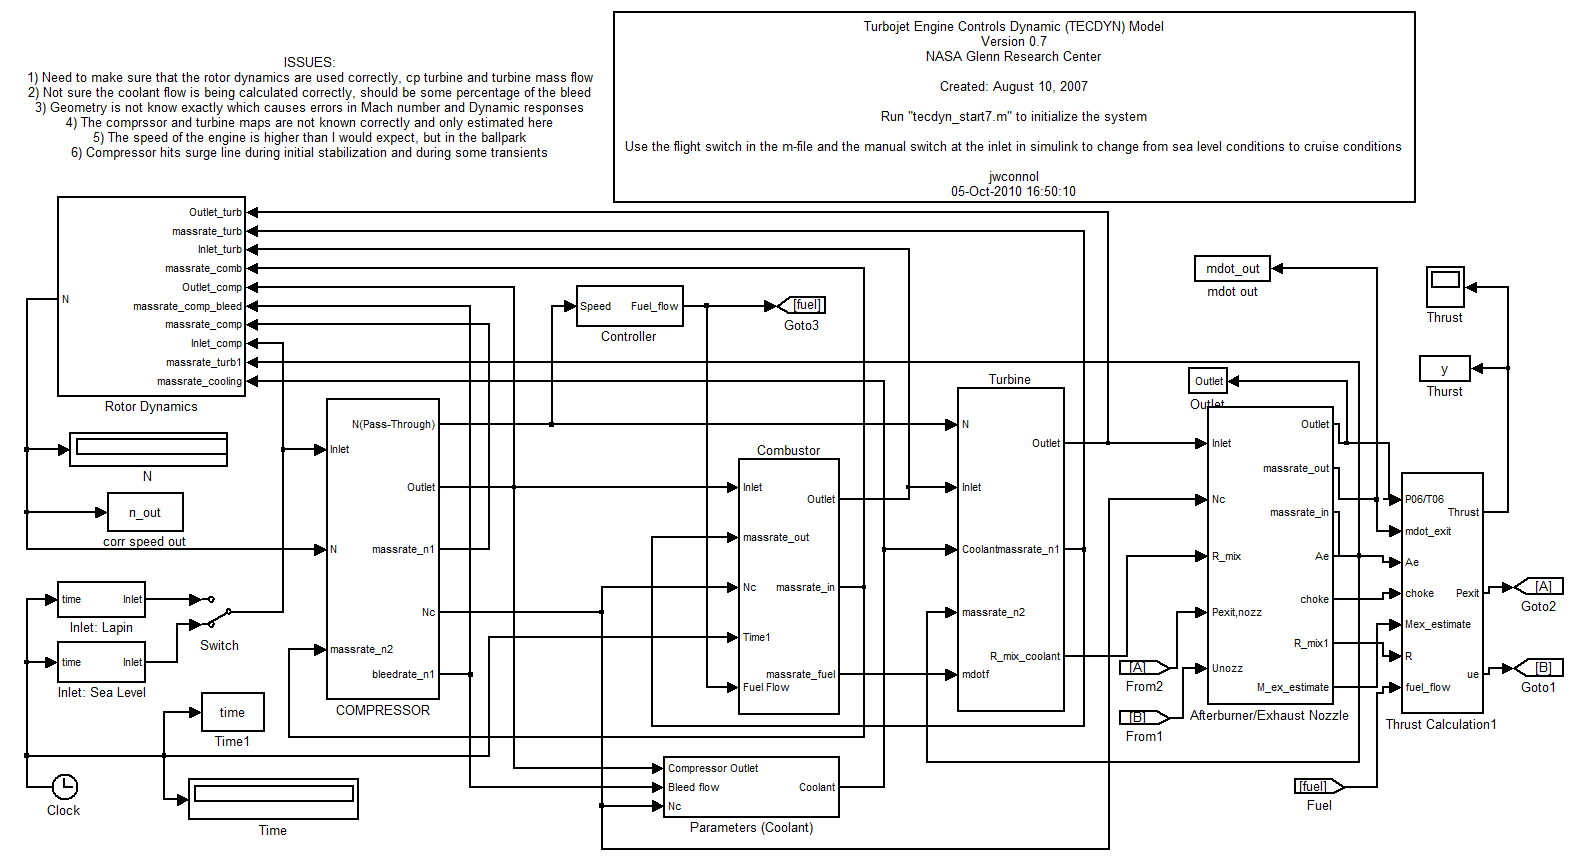 Turbojet Engine Controls Dynamic (TECDYN) Model
Version 0.7
NASA Glenn Research Center
Created: August 10, 2007
Run "tecdyn_start7.m" to initialize the system
Use the flight switch in the m-file and the manual switch at the inlet in simulink to change from sea level conditions to cruise conditions
jwconnol
05-Oct-2010 16:50:10
ISSUES:
1) Need to make sure that the rotor dynamics are used correctly, cp turbine and turbine mass flow
2) Not sure the coolant flow is being calculated correctly, should be some percentage of the bleed
3) Geometry is not know exactly which causes errors in Mach number and Dynamic responses
4) The comprssor and turbine maps are not known correctly and only estimated here
5) The speed of the engine is higher than I would expect, but in the ballpark
6) Compressor hits surge line during initial stabilization and during some transients
Outlet_turb
massrate_turb
Inlet_turb
massrate_comb
Outlet_comp
massrate_comp_bleed
massrate_comp
Inlet_comp
massrate_turb1
massrate_cooling
N
Rotor Dynamics
N
n_out
corr speed out
time
Inlet
Inlet: Lapin
time
Inlet
Inlet: Sea Level
Switch
time
Time1
Clock
Time
Inlet
N
massrate_n2
N(Pass-Through)
Outlet
massrate_n1
Nc
bleedrate_n1
COMPRESSOR
Speed
Fuel_flow
Controller
[fuel]
Goto3
Combustor
Inlet
massrate_out
Nc
Time1
Fuel Flow
Outlet
massrate_in
massrate_fuel
Compressor Outlet
Bleed flow
Nc
Coolant
Parameters (Coolant)
Turbine
N
Inlet
Coolant
massrate_n2
mdotf
Outlet
massrate_n1
R_mix_coolant
mdot_out
mdot out
Outlet
Outlet
Inlet
Nc
R_mix
Pexit,nozz
Unozz
Outlet
massrate_out
massrate_in
Ae
choke
R_mix1
M_ex_estimate
Afterburner/Exhaust Nozzle
[A]
From2
[B]
From1
[fuel]
Fuel
Thrust
y
Thurst
P06/T06
mdot_exit
Ae
choke
Mex_estimate
R
fuel_flow
Thrust
Pexit
ue
Thrust Calculation1
[A]
Goto2
[B]
Goto1